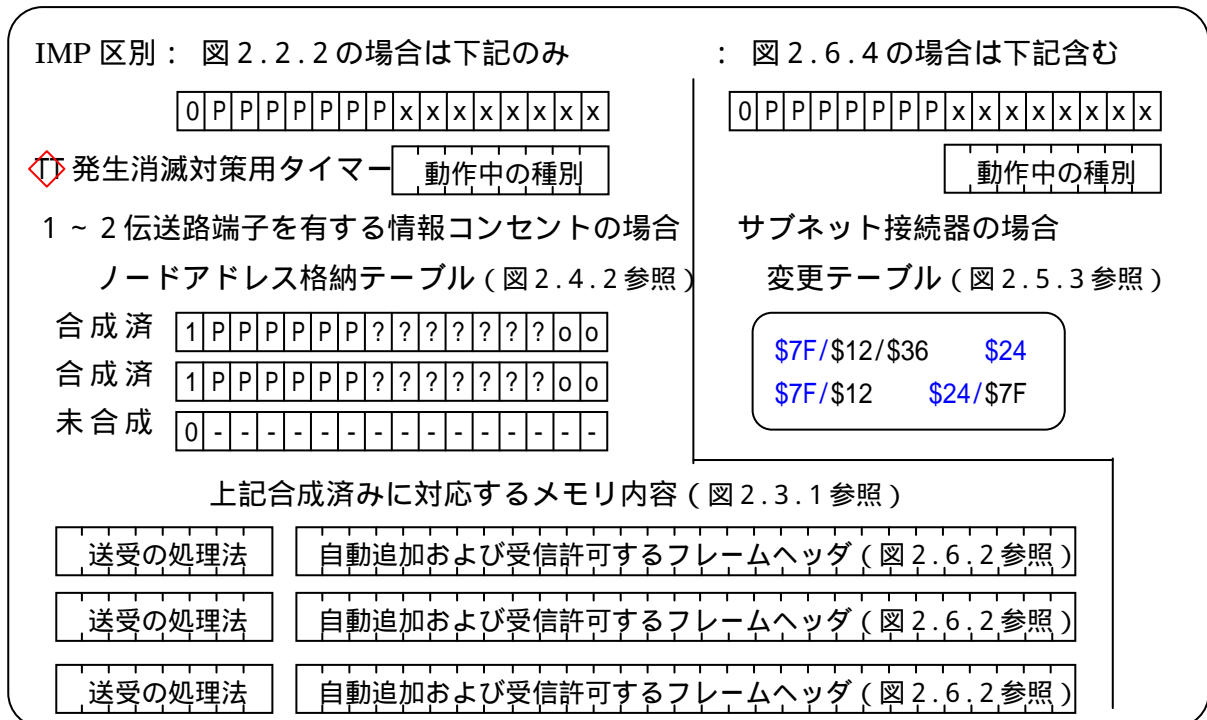 IMP 区別： 図２.２.２の場合は下記のみ
： 図２.６.４の場合は下記含む
0 P P P P P P P x x x x x x x x
0 P P P P P P P x x x x x x x x
TT 発生消滅対策用タイマー 動作中の種別
動作中の種別
１～２伝送路端子を有する情報コンセントの場合
サブネット接続器の場合
ノードアドレス格納テーブル（図２.４.２参照）
変更テーブル（図２.５.３参照）
合成済 1 P P P P P P ? ? ? ? ? ? ? o o
合成済 1 P P P P P P ? ? ? ? ? ? ? o o
未合成 0 - - - - - - - - - - - - - - -
$7F/$12/$36 $24
$7F/$12 $24/$7F
上記合成済みに対応するメモリ内容（図２.３.１参照）
送受の処理法 自動追加および受信許可するフレームヘッダ（図２.６.２参照）
送受の処理法 自動追加および受信許可するフレームヘッダ（図２.６.２参照）
送受の処理法 自動追加および受信許可するフレームヘッダ（図２.６.２参照）